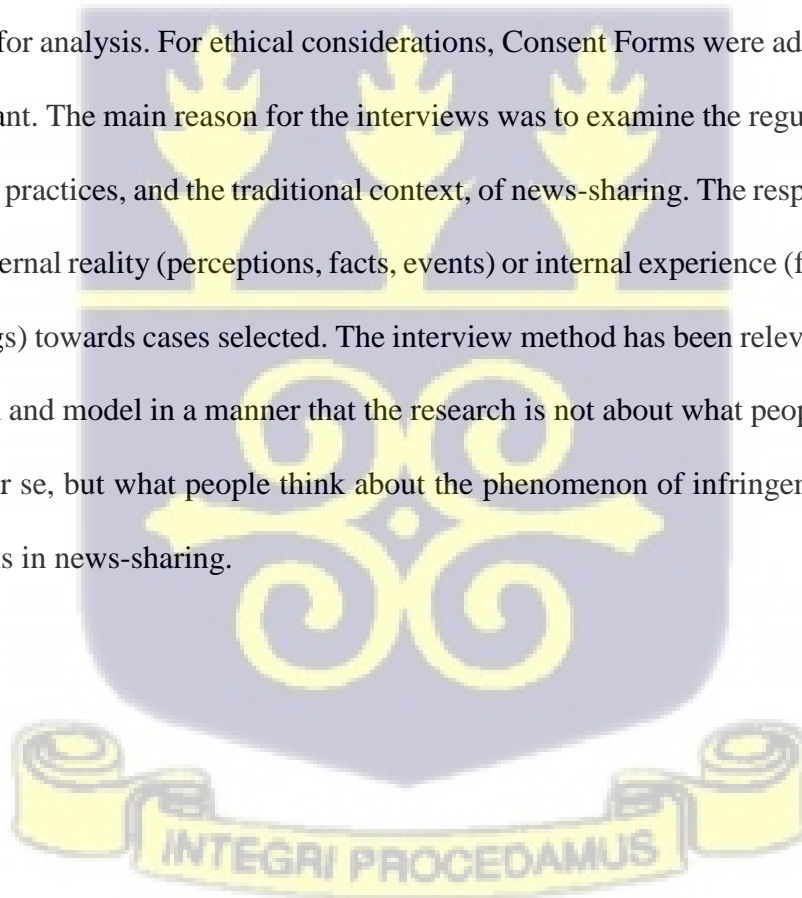 for analysis. For ethical considerations, Consent Forms were ad
ant. The main reason for the interviews was to examine the regu
practices, and the traditional context, of news-sharing. The resp
ernal reality (perceptions, facts, events) or internal experience (f
gs) towards cases selected. The interview method has been relev
and model in a manner that the research is not about what peop
r se, but what people think about the phenomenon of infringe
s in news-sharing.
INTEGRI PROCEDAMUS